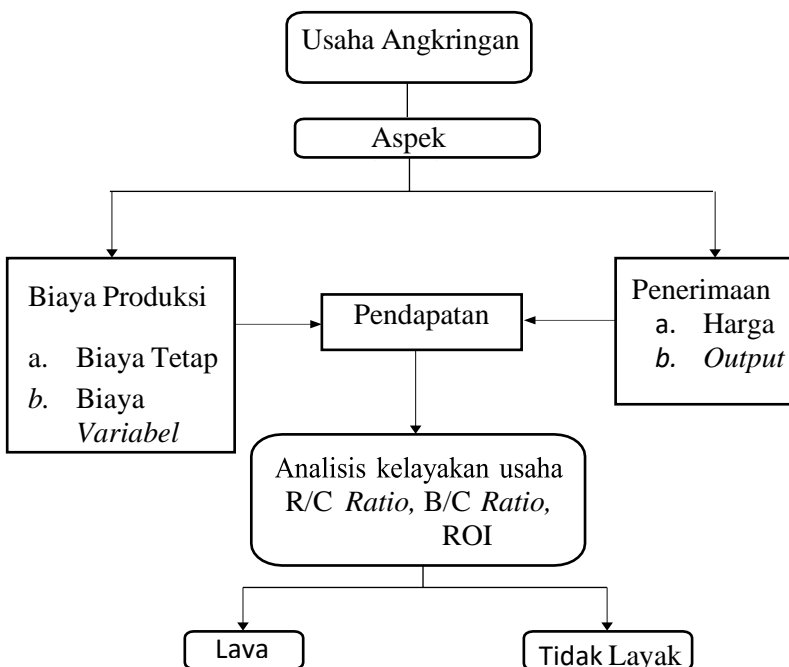 Usaha Angkringan
Aspek
Biaya Produksi
a. Biaya Tetap
b. Biaya
Variabel
Pendapatan
Penerimaan
a. Harga
b. Output
Analisis kelayakan usaha
R/C Ratio, B/C Ratio,
ROI
Lava
Tidak Layak